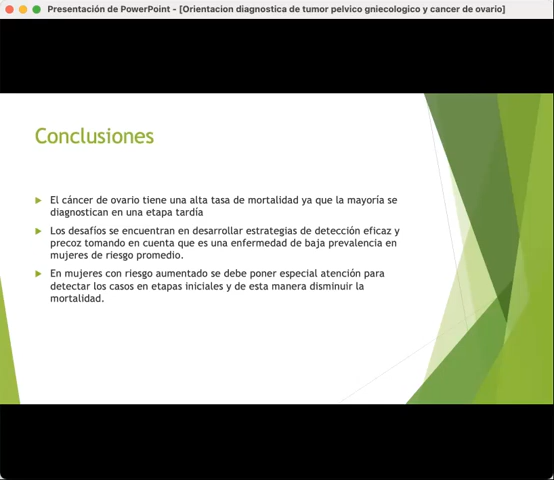 Presentación de PowerPoint - [Orientacion diagnostica de tumor pelvico gniecologico y cancer de ovario]
Conclusiones
El cáncer de ovario tiene una alta tasa de mortalidad ya que la mayoría se
diagnostican en una etapa tardía
Los desafíos se encuentran en desarrollar estrategias de detección eficaz y
precoz tomando en cuenta que es una enfermedad de baja prevalencia en
mujeres de riesgo promedio.
En mujeres con riesgo aumentado se debe poner especial atención para
detectar los casos en etapas iniciales y de esta manera disminuir la
mortalidad.